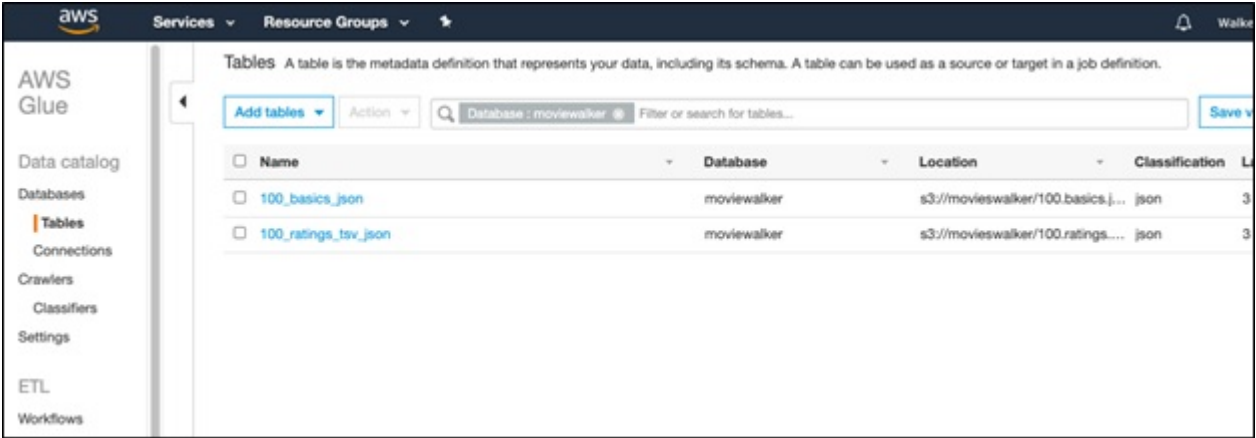 aws Services Resource Groups Walke
AWS
Glue
Data catalog
Databases
Tables
Connections
Crawlers
Classifiers
Settings
ETL
Workflows
Tables A table is the metadata definition that represents your data, including its schema. A table can be used as a source or target in a job definition.
Add tables Action Database : moviewalker Filter or search for tables... Save v
Name Database Location Classification La
100_basics_json moviewalker s3://movieswalker/100.basics.j... json 3
100_ratings_tsv_json moviewalker s3://movieswalker/100.ratings.... json 3